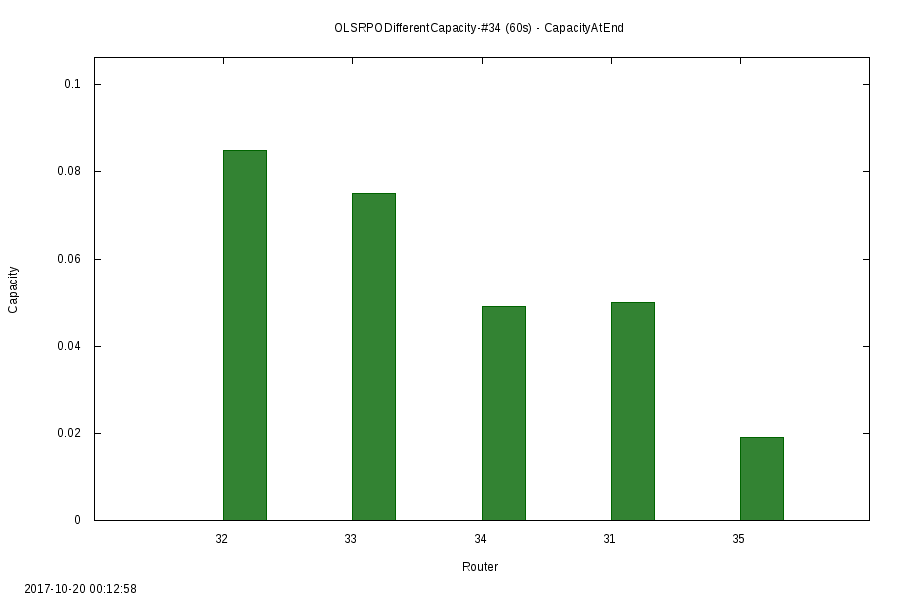 OLSRPODifferentCapacity-#34 (60s) - CapacityAtEnd
0.1
0.08
0.06
0.04
0.02
0
Capacity
32 33 34 31 35
Router
2017-10-20 00:12:58